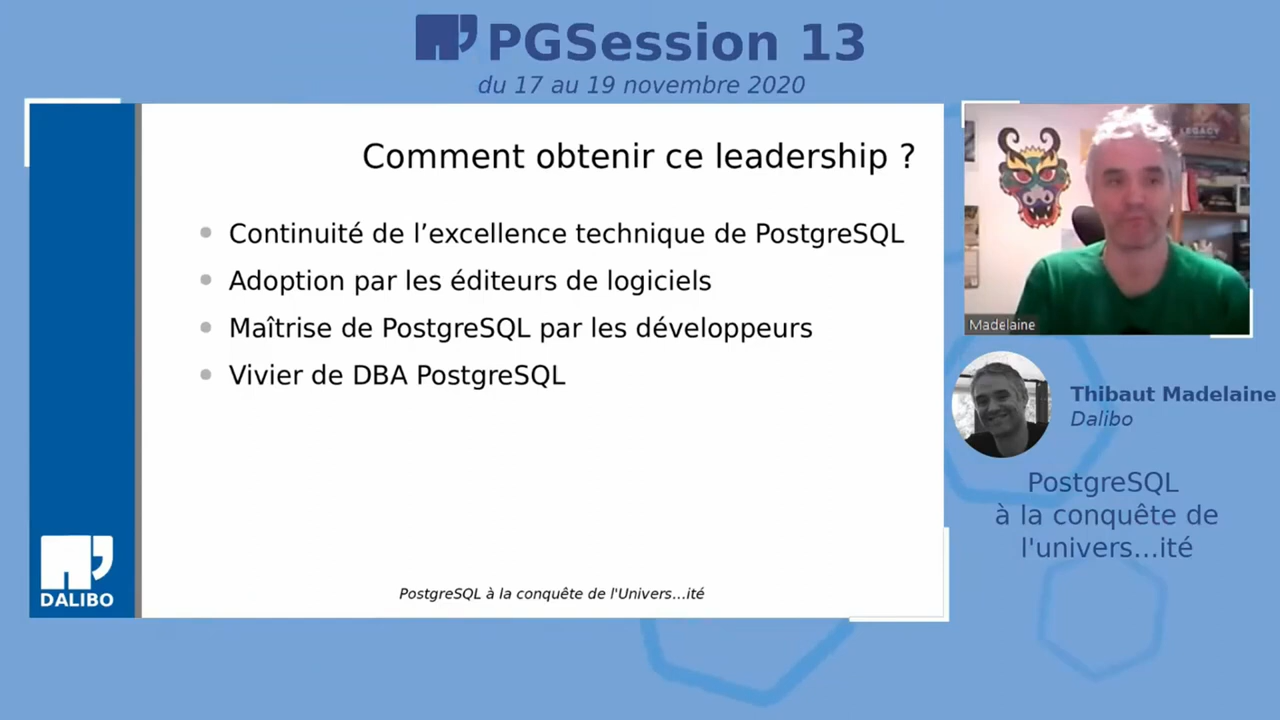 PGSession 13
du 17 au 19 novembre 2020
Comment obtenir ce leadership ?
Continuité de l’excellence technique de PostgreSQL
Adoption par les éditeurs de logiciels
Maîtrise de PostgreSQL par les développeurs
Vivier de DBA PostgreSQL
DALIBO
PostgreSQL à la conquête de l'Univers...ité
LEGACY
Madelaine
Thibaut Madelaine
Dalibo
PostgreSQL
à la conquête de
l'univers...ité